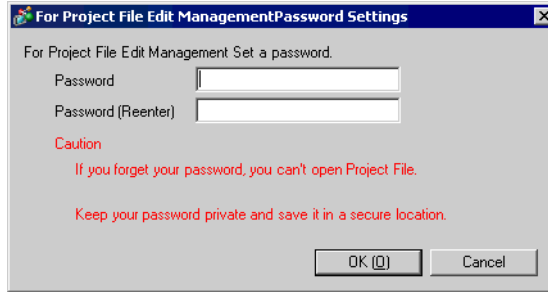 For Project File Edit ManagementPassword Settings
For Project File Edit Management Set a password.
Password
Password (Reenter)
Caution
If you forget your password, you can't open Project File.
Keep your password private and save it in a secure location.
OK (O) Cancel